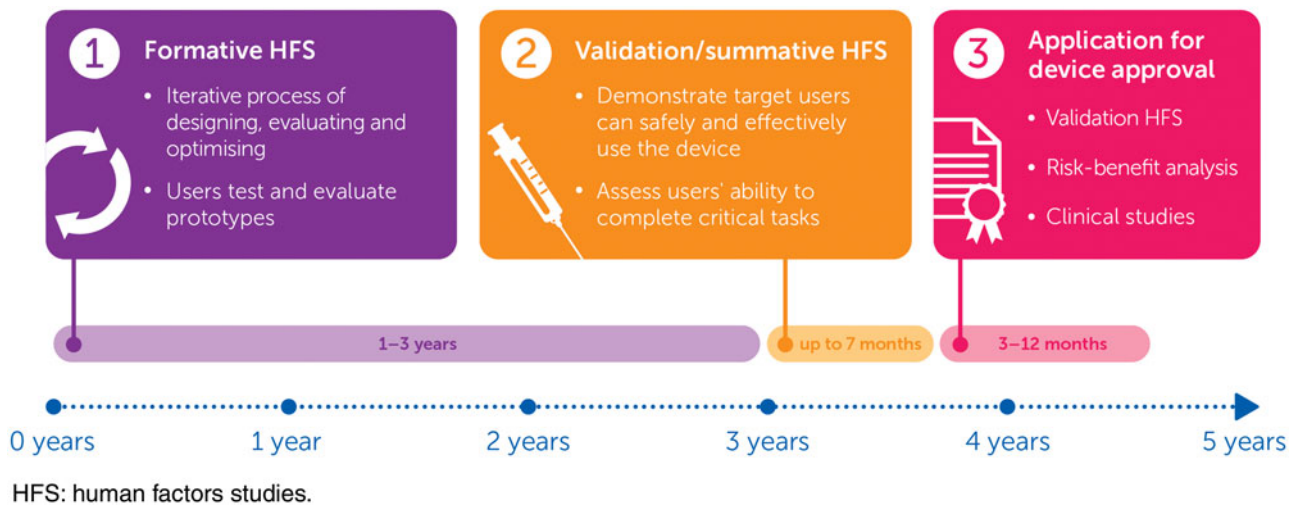 1
Formative HFS
• Iterative process of
designing, evaluating and
optimising
• Users test and evaluate
prototypes
2
Validation/summative HFS
• Demonstrate target users
can safely and effectively
use the device
• Assess users' ability to
complete critical tasks
3
Application for
device approval
• Validation HFS
• Risk-benefit analysis
• Clinical studies
1–3 years
up to 7 months
3–12 months
0 years
1 year
2 years
3 years
4 years
5 years
HFS: human factors studies.